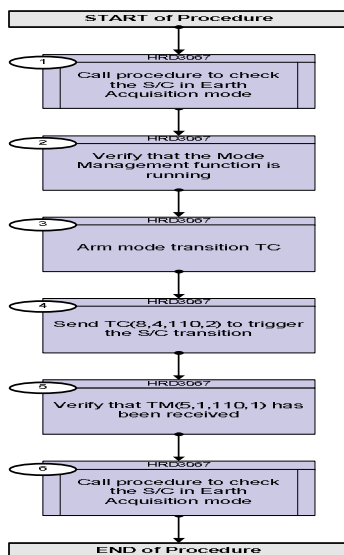 START of Procedure
HRD3067
1
Call procedure to check
the S/C in Earth
Acquisition mode
HRD3067
2
Verify that the Mode
Management function is
running
HRD3067
3
Arm mode transition TC
HRD3067
4
Send TC(8,4,110,2) to trigger
the S/C transition
HRD3067
5
Verify that TM(5,1,110,1) has
been received
HRD3067
6
Call procedure to check
the S/C in Earth
Acquisition mode
END of Procedure